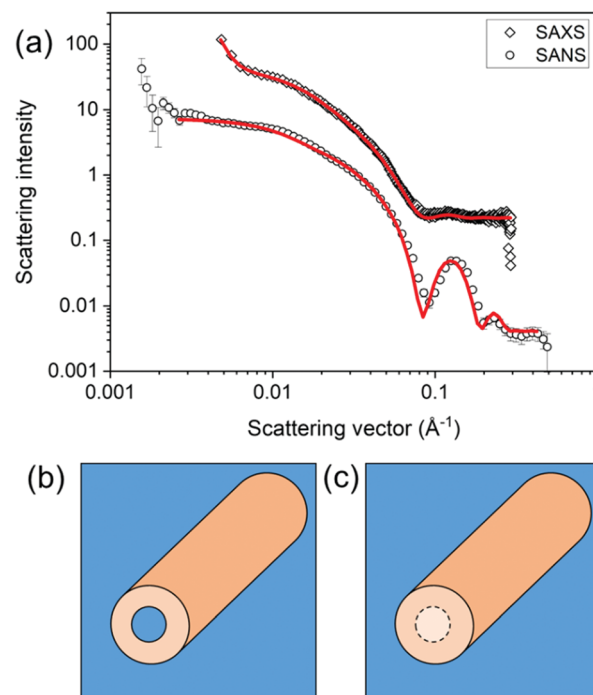 (a)
SAXS
SANS
100
10
1
0.1
0.01
0.001
Scattering intensity
0.001
0.01
0.1
Scattering vector (Å⁻¹)
(b)
(c)